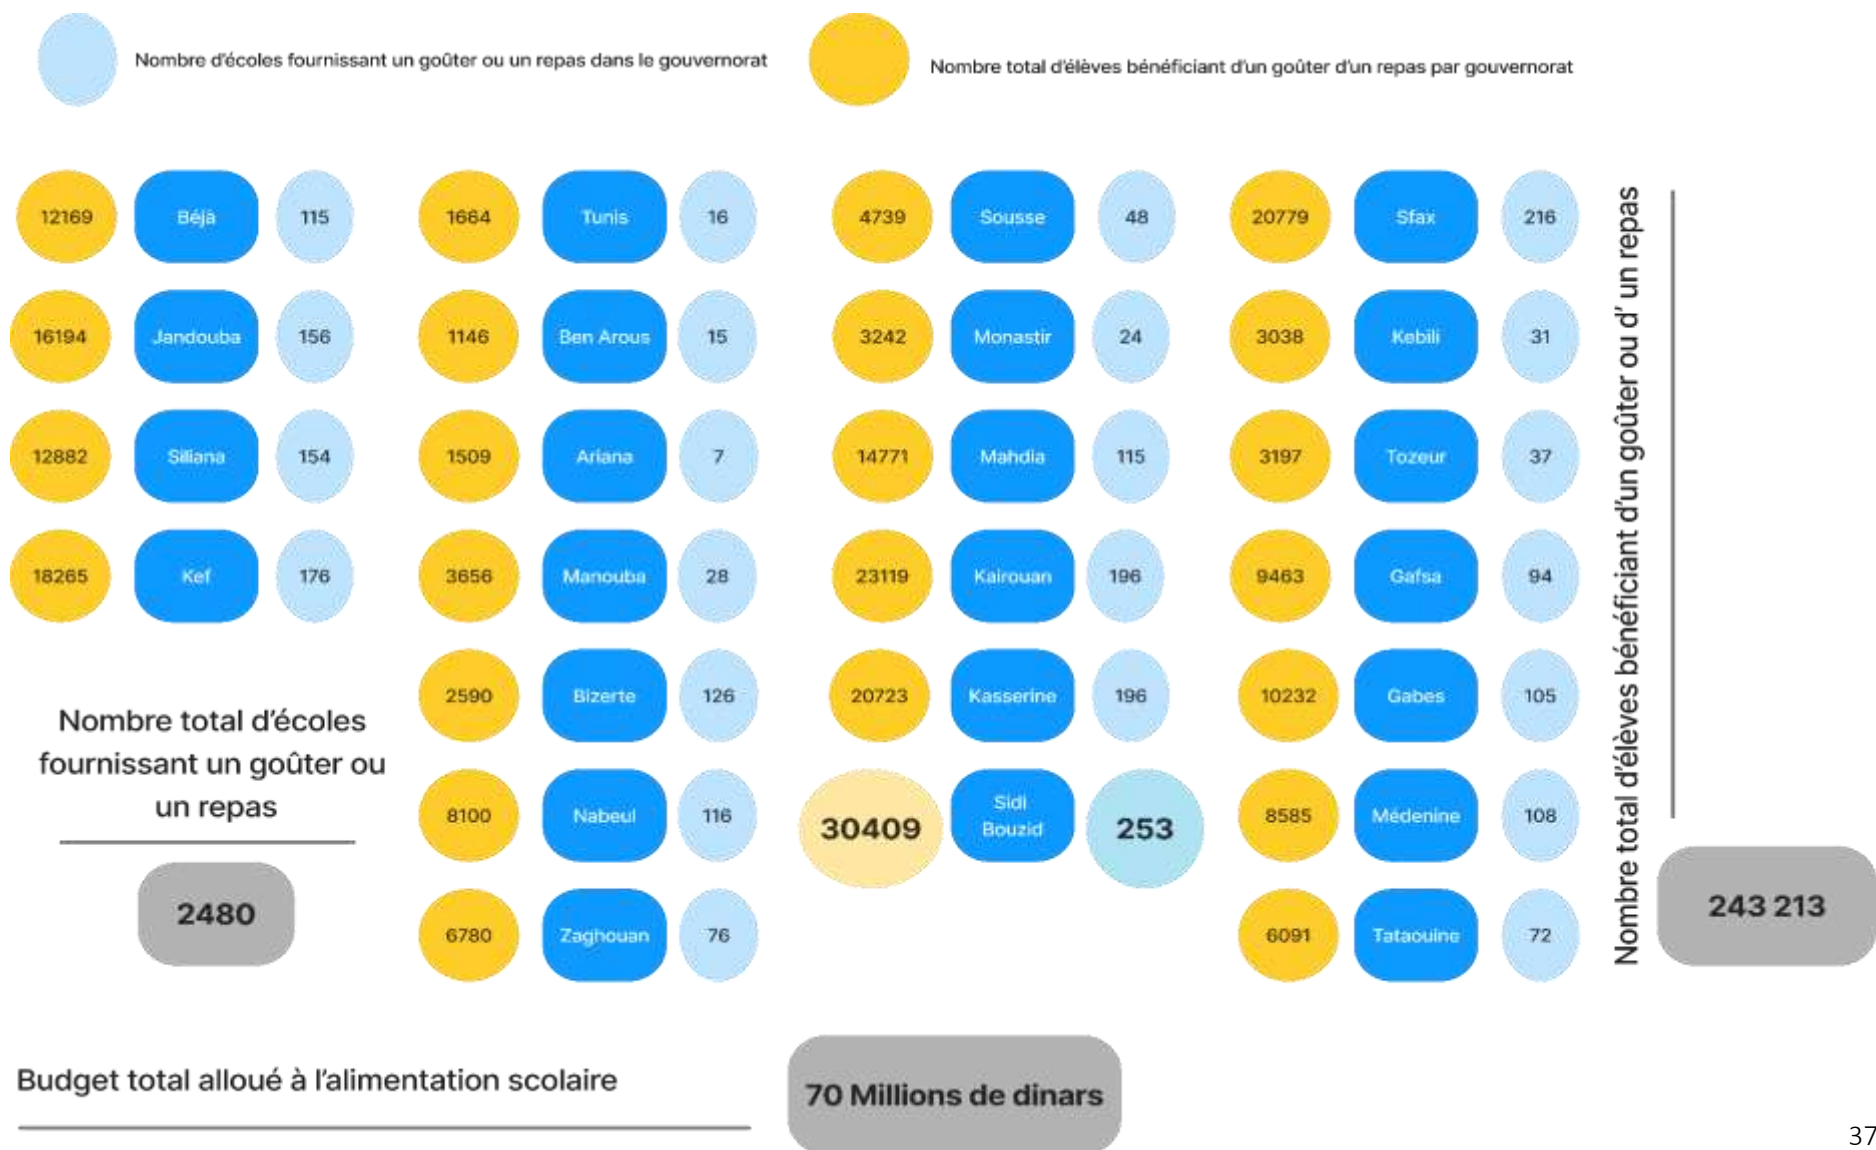 Nombre d'écoles fournissant un goûter ou un repas dans le gouvernorat
Nombre total d'élèves bénéficiant d'un goûter d'un repas par gouvernorat
12169 Béjà 115
16194 Jandouba 156
12882 Siliana 154
18265 Kef 176
Nombre total d'écoles
fournissant un goûter ou
un repas
2480
1664 Tunis 16
1146 Ben Arous 15
1509 Ariana 7
3656 Manouba 28
2590 Bizerte 126
8100 Nabeul 116
6780 Zaghouan 76
4739 Sousse 48
3242 Monastir 24
14771 Mahdia 115
23119 Kairouan 196
20723 Kasserine 196
30409 Sidi
Bouzid 253
20779 Sfax 216
3038 Kebili 31
3197 Tozeur 37
9463 Gafsa 94
10232 Gabes 105
8585 Médenine 108
6091 Tataouine 72
Nombre total d'élèves bénéficiant d'un goûter ou d' un repas
243 213
Budget total alloué à l'alimentation scolaire
70 Millions de dinars
37